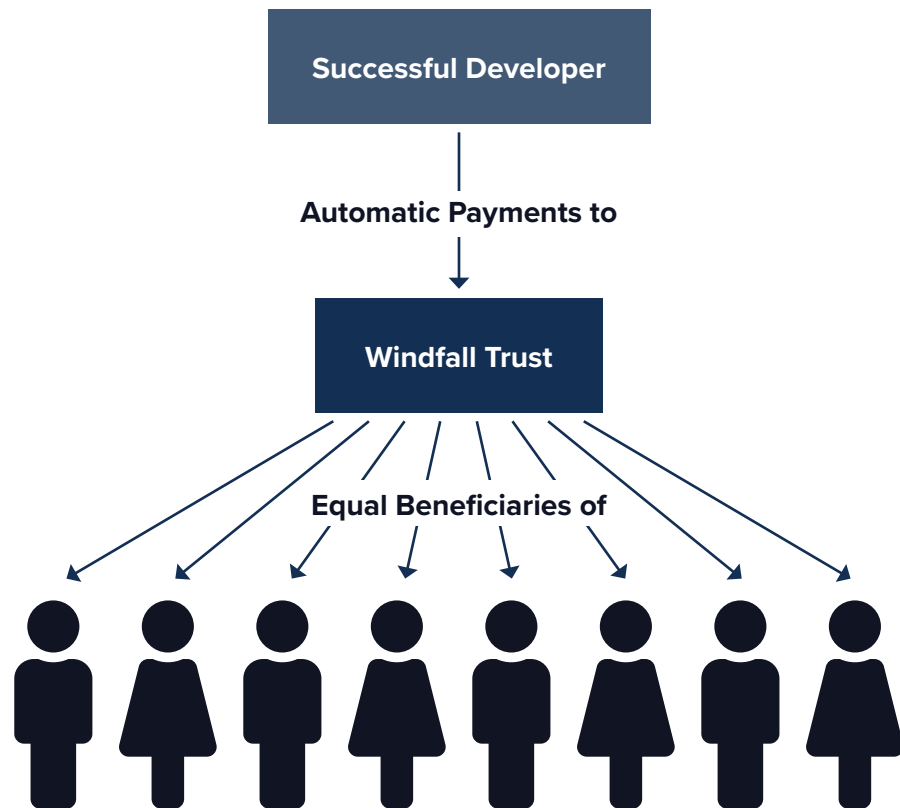 Successful Developer
Automatic Payments to
Windfall Trust
Equal Beneficiaries of